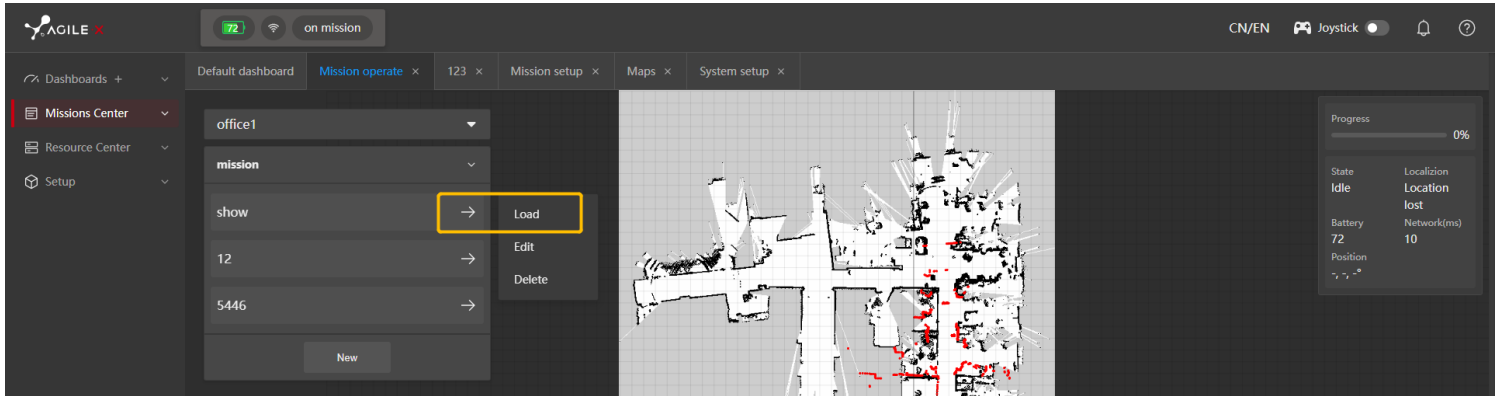 AGILE X
72
on mission
CN/EN
Joystick
Dashboards +
Missions Center
Resource Center
Setup
Default dashboard
Mission operate ×
123 ×
Mission setup ×
Maps ×
System setup ×
office1
mission
show
12
5446
New
Load
Edit
Delete
Progress
0%
State
Localizion
Idle
Location
lost
Battery
Network(ms)
72
10
Position
-, -, -°